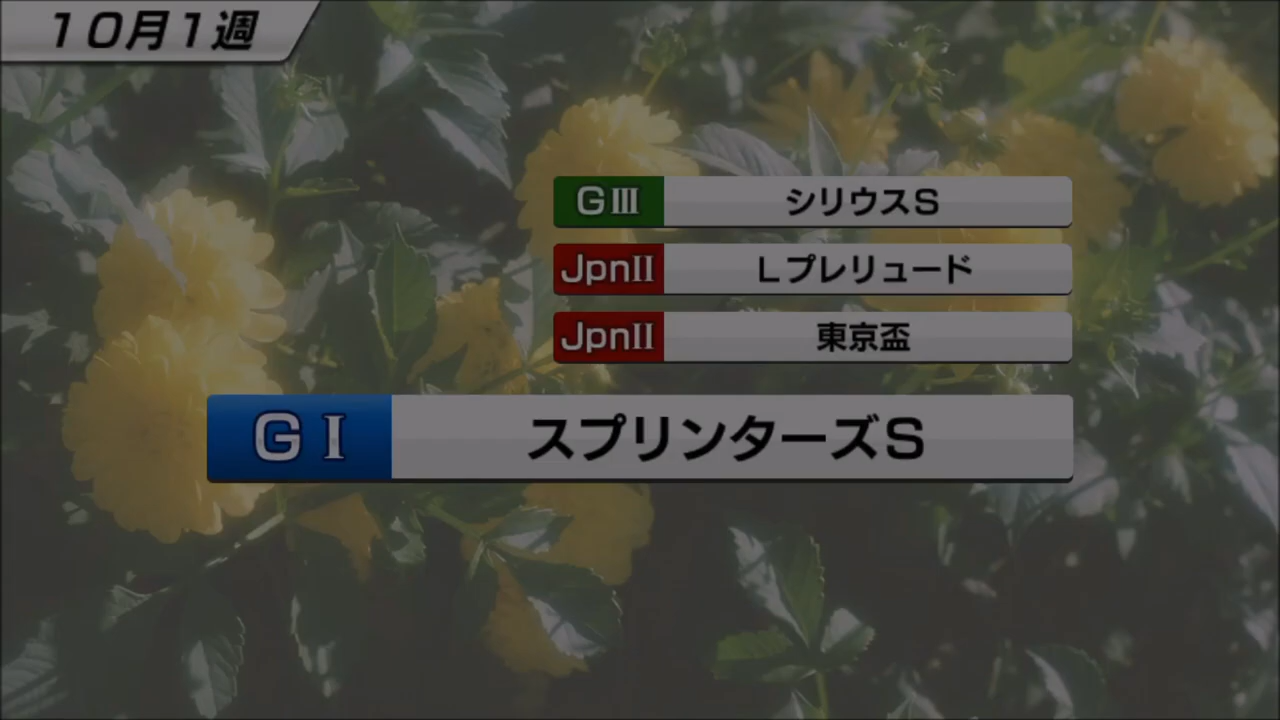 10月1週
GⅢ シリウスS
JpnII Lプレリュード
JpnII 東京盃
GⅠ スプリンターズS